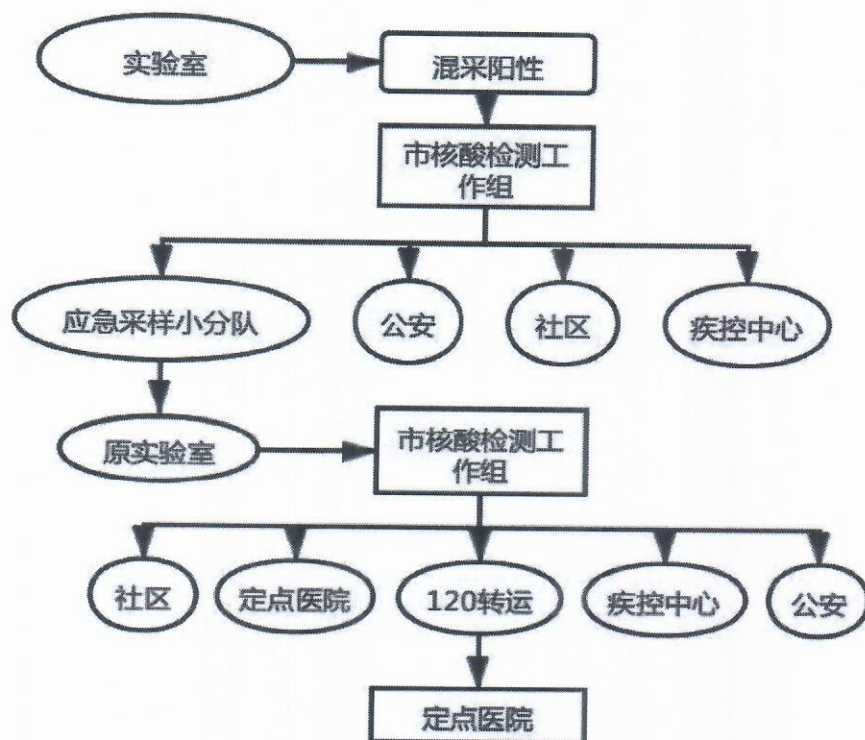 实验室
混采阳性
市核酸检测工
作组
应急采样小分队
公安
社区
疾控中心
原实验室
市核酸检测工
作组
社区
定点医院
120转运
疾控中心
公安
定点医院